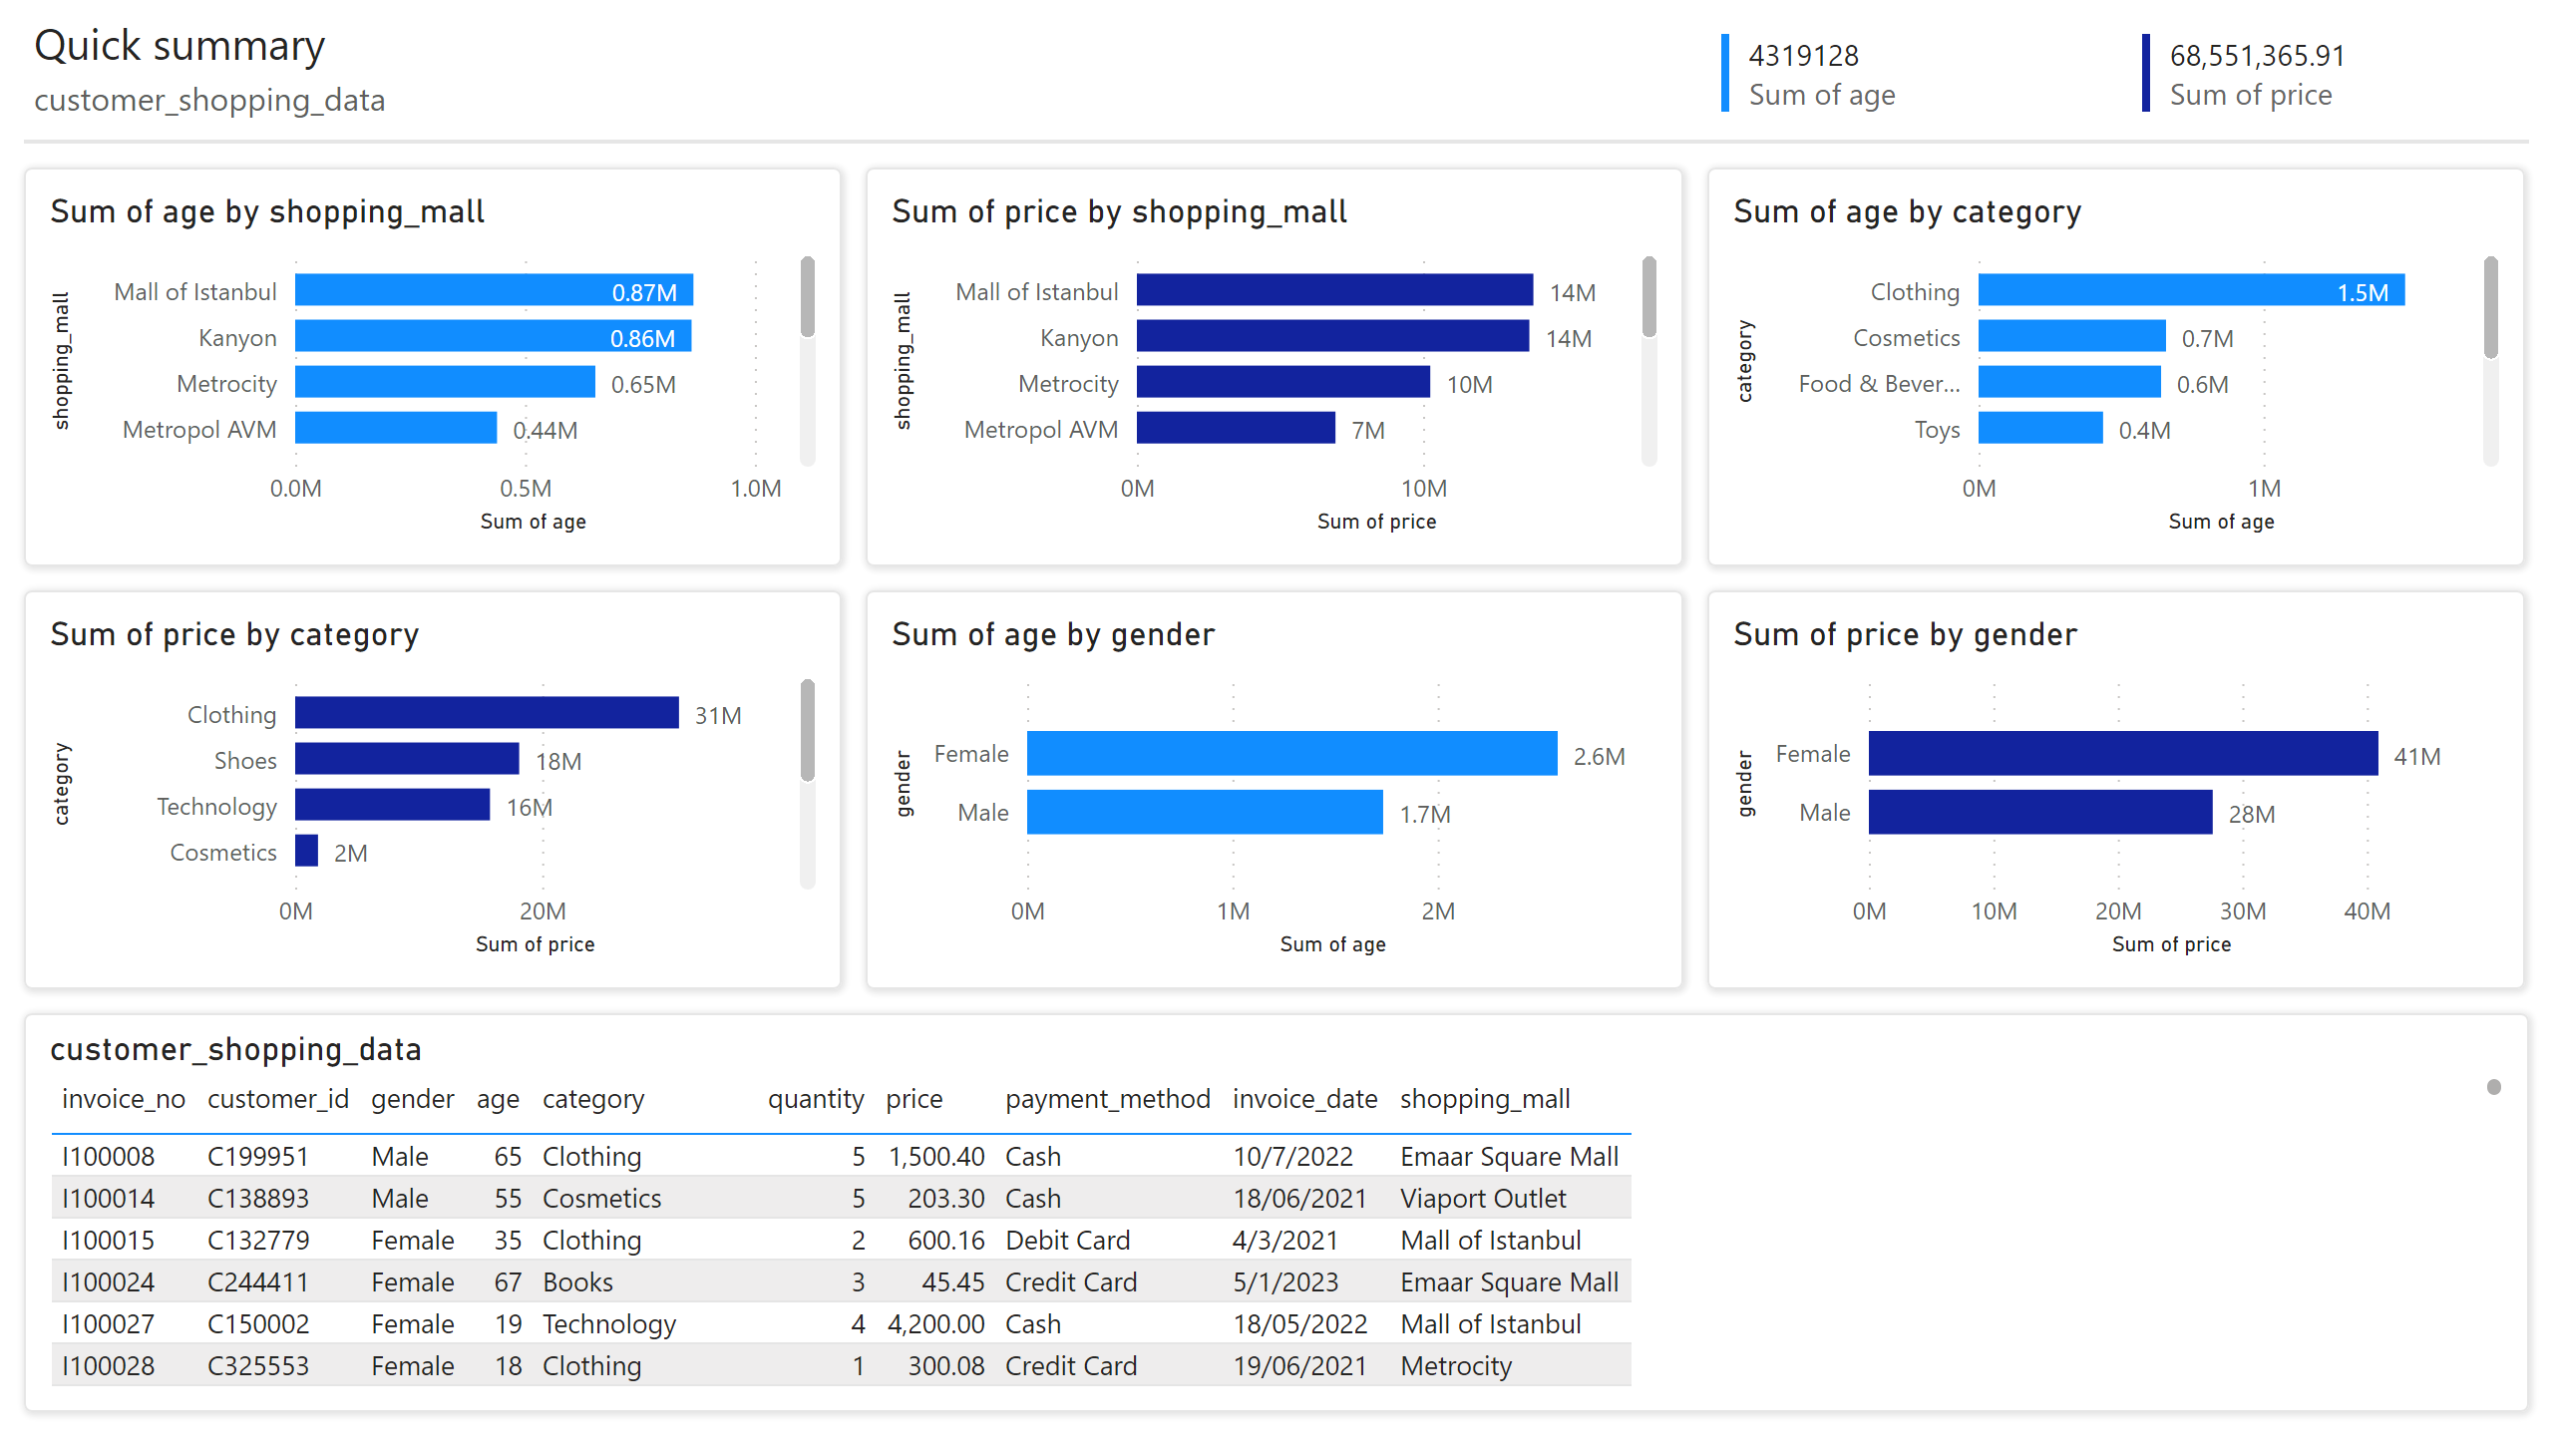 Quick summary
customer_shopping_data
4319128
Sum of age
68,551,365.91
Sum of price
Sum of age by shopping_mall
shopping_mall
Mall of Istanbul 0.87M
Kanyon 0.86M
Metrocity 0.65M
Metropol AVM 0.44M
0.0M 0.5M 1.0M
Sum of age
Sum of price by shopping_mall
shopping_mall
Mall of Istanbul 14M
Kanyon 14M
Metrocity 10M
Metropol AVM 7M
0M 10M
Sum of price
Sum of age by category
category
Clothing 1.5M
Cosmetics 0.7M
Food & Bever... 0.6M
Toys 0.4M
0M 1M
Sum of age
Sum of price by category
category
Clothing 31M
Shoes 18M
Technology 16M
Cosmetics 2M
0M 20M
Sum of price
Sum of age by gender
gender
Female 2.6M
Male 1.7M
0M 1M 2M
Sum of age
Sum of price by gender
gender
Female 41M
Male 28M
0M 10M 20M 30M 40M
Sum of price
customer_shopping_data
invoice_no customer_id gender age category quantity price payment_method invoice_date shopping_mall
I100008 C199951 Male 65 Clothing 5 1,500.40 Cash 10/7/2022 Emaar Square Mall
I100014 C138893 Male 55 Cosmetics 5 203.30 Cash 18/06/2021 Viaport Outlet
I100015 C132779 Female 35 Clothing 2 600.16 Debit Card 4/3/2021 Mall of Istanbul
I100024 C244411 Female 67 Books 3 45.45 Credit Card 5/1/2023 Emaar Square Mall
I100027 C150002 Female 19 Technology 4 4,200.00 Cash 18/05/2022 Mall of Istanbul
I100028 C325553 Female 18 Clothing 1 300.08 Credit Card 19/06/2021 Metrocity